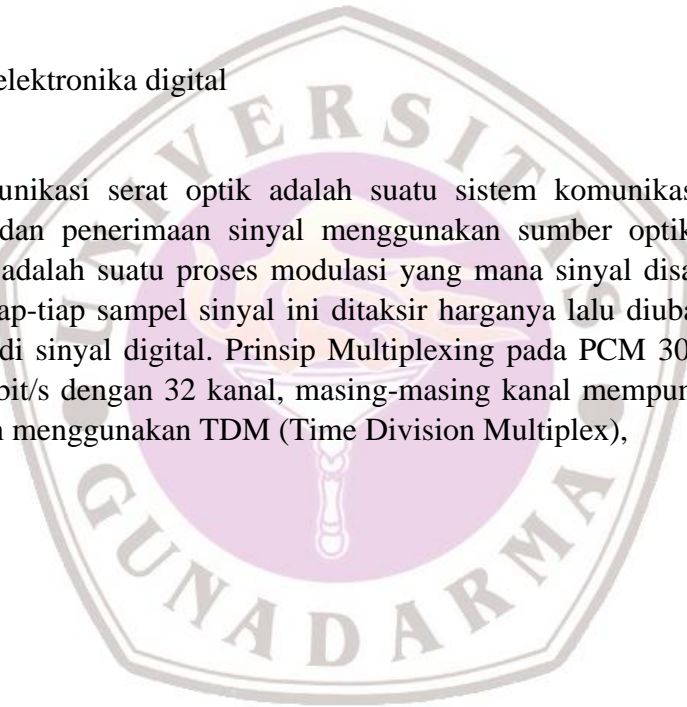 elektronika digital
unikasi serat optik adalah suatu sistem komunikas
dan penerimaan sinyal menggunakan sumber optik
adalah suatu proses modulasi yang mana sinyal disa
ap-tiap sampel sinyal ini ditaksir harganya lalu diuba
di sinyal digital. Prinsip Multiplexing pada PCM 30
bit/s dengan 32 kanal, masing-masing kanal mempun
n menggunakan TDM (Time Division Multiplex),
UNIVERSITAS
GUNADARMA